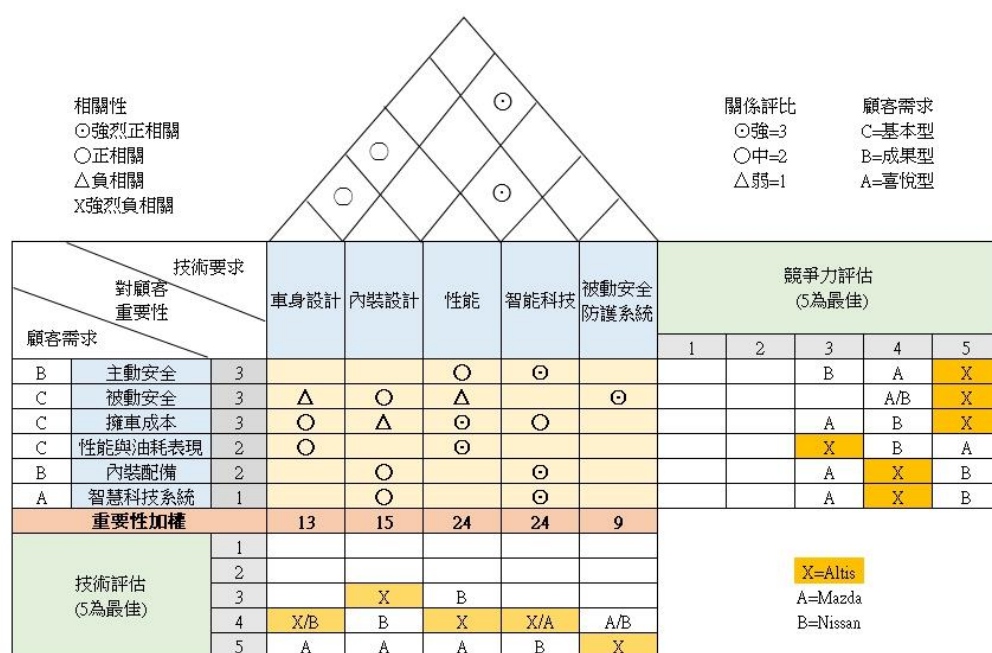 相關性
⊙強烈正相關
○正相關
△負相關
X強烈負相關
⊙
○
○
⊙
關係評比
⊙強=3
○中=2
△弱=1
顧客需求
C=基本型
B=成果型
A=喜悅型
技術要求
對顧客
重要性
顧客需求
車身設計 內裝設計 性能 智能科技 被動安全
防護系統
競爭力評估
(5為最佳)
1 2 3 4 5
B 主動安全 3 ○ ⊙ B A X
C 被動安全 3 △ ○ △ ⊙ A/B X
C 擁車成本 3 ○ △ ⊙ ○ A B X
C 性能與油耗表現 2 ○ ⊙ X B A
B 內裝配備 2 ○ ⊙ A X B
A 智慧科技系統 1 ○ ⊙ A X B
重要性加權 13 15 24 24 9
技術評估
(5為最佳)
1
2
3 X B
4 X/B B X X/A A/B
5 A A A B X
X=Altis
A=Mazda
B=Nissan